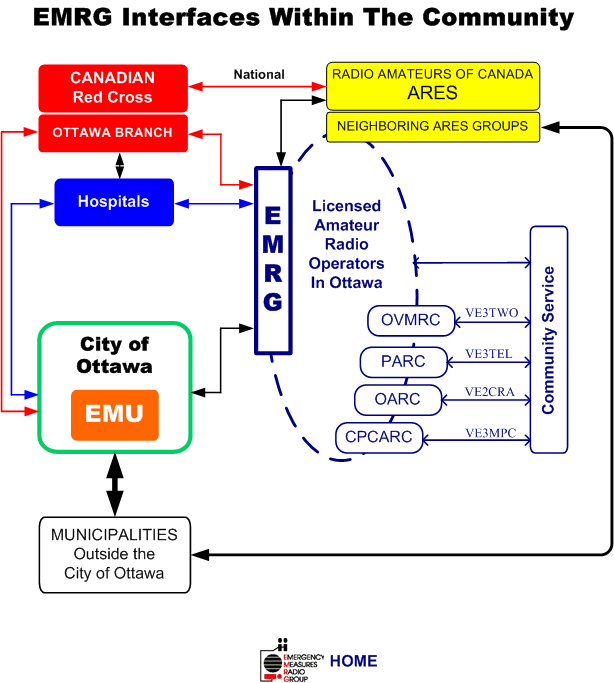 EMRG Interfaces Within The Community
CANADIAN
Red Cross
National
RADIO AMATEURS OF CANADA
ARES
OTTAWA BRANCH
NEIGHBORING ARES GROUPS
Hospitals
E
M
R
G
Licensed
Amateur
Radio
Operators
In Ottawa
Community Service
OVMRC
VE3TWO
PARC
VE3TEL
OARC
VE2CRA
CPCARC
VE3MPC
City of
Ottawa
EMU
MUNICIPALITIES
Outside the
City of Ottawa
EMERGENCY
MEASURES
RADIO
GROUP
HOME